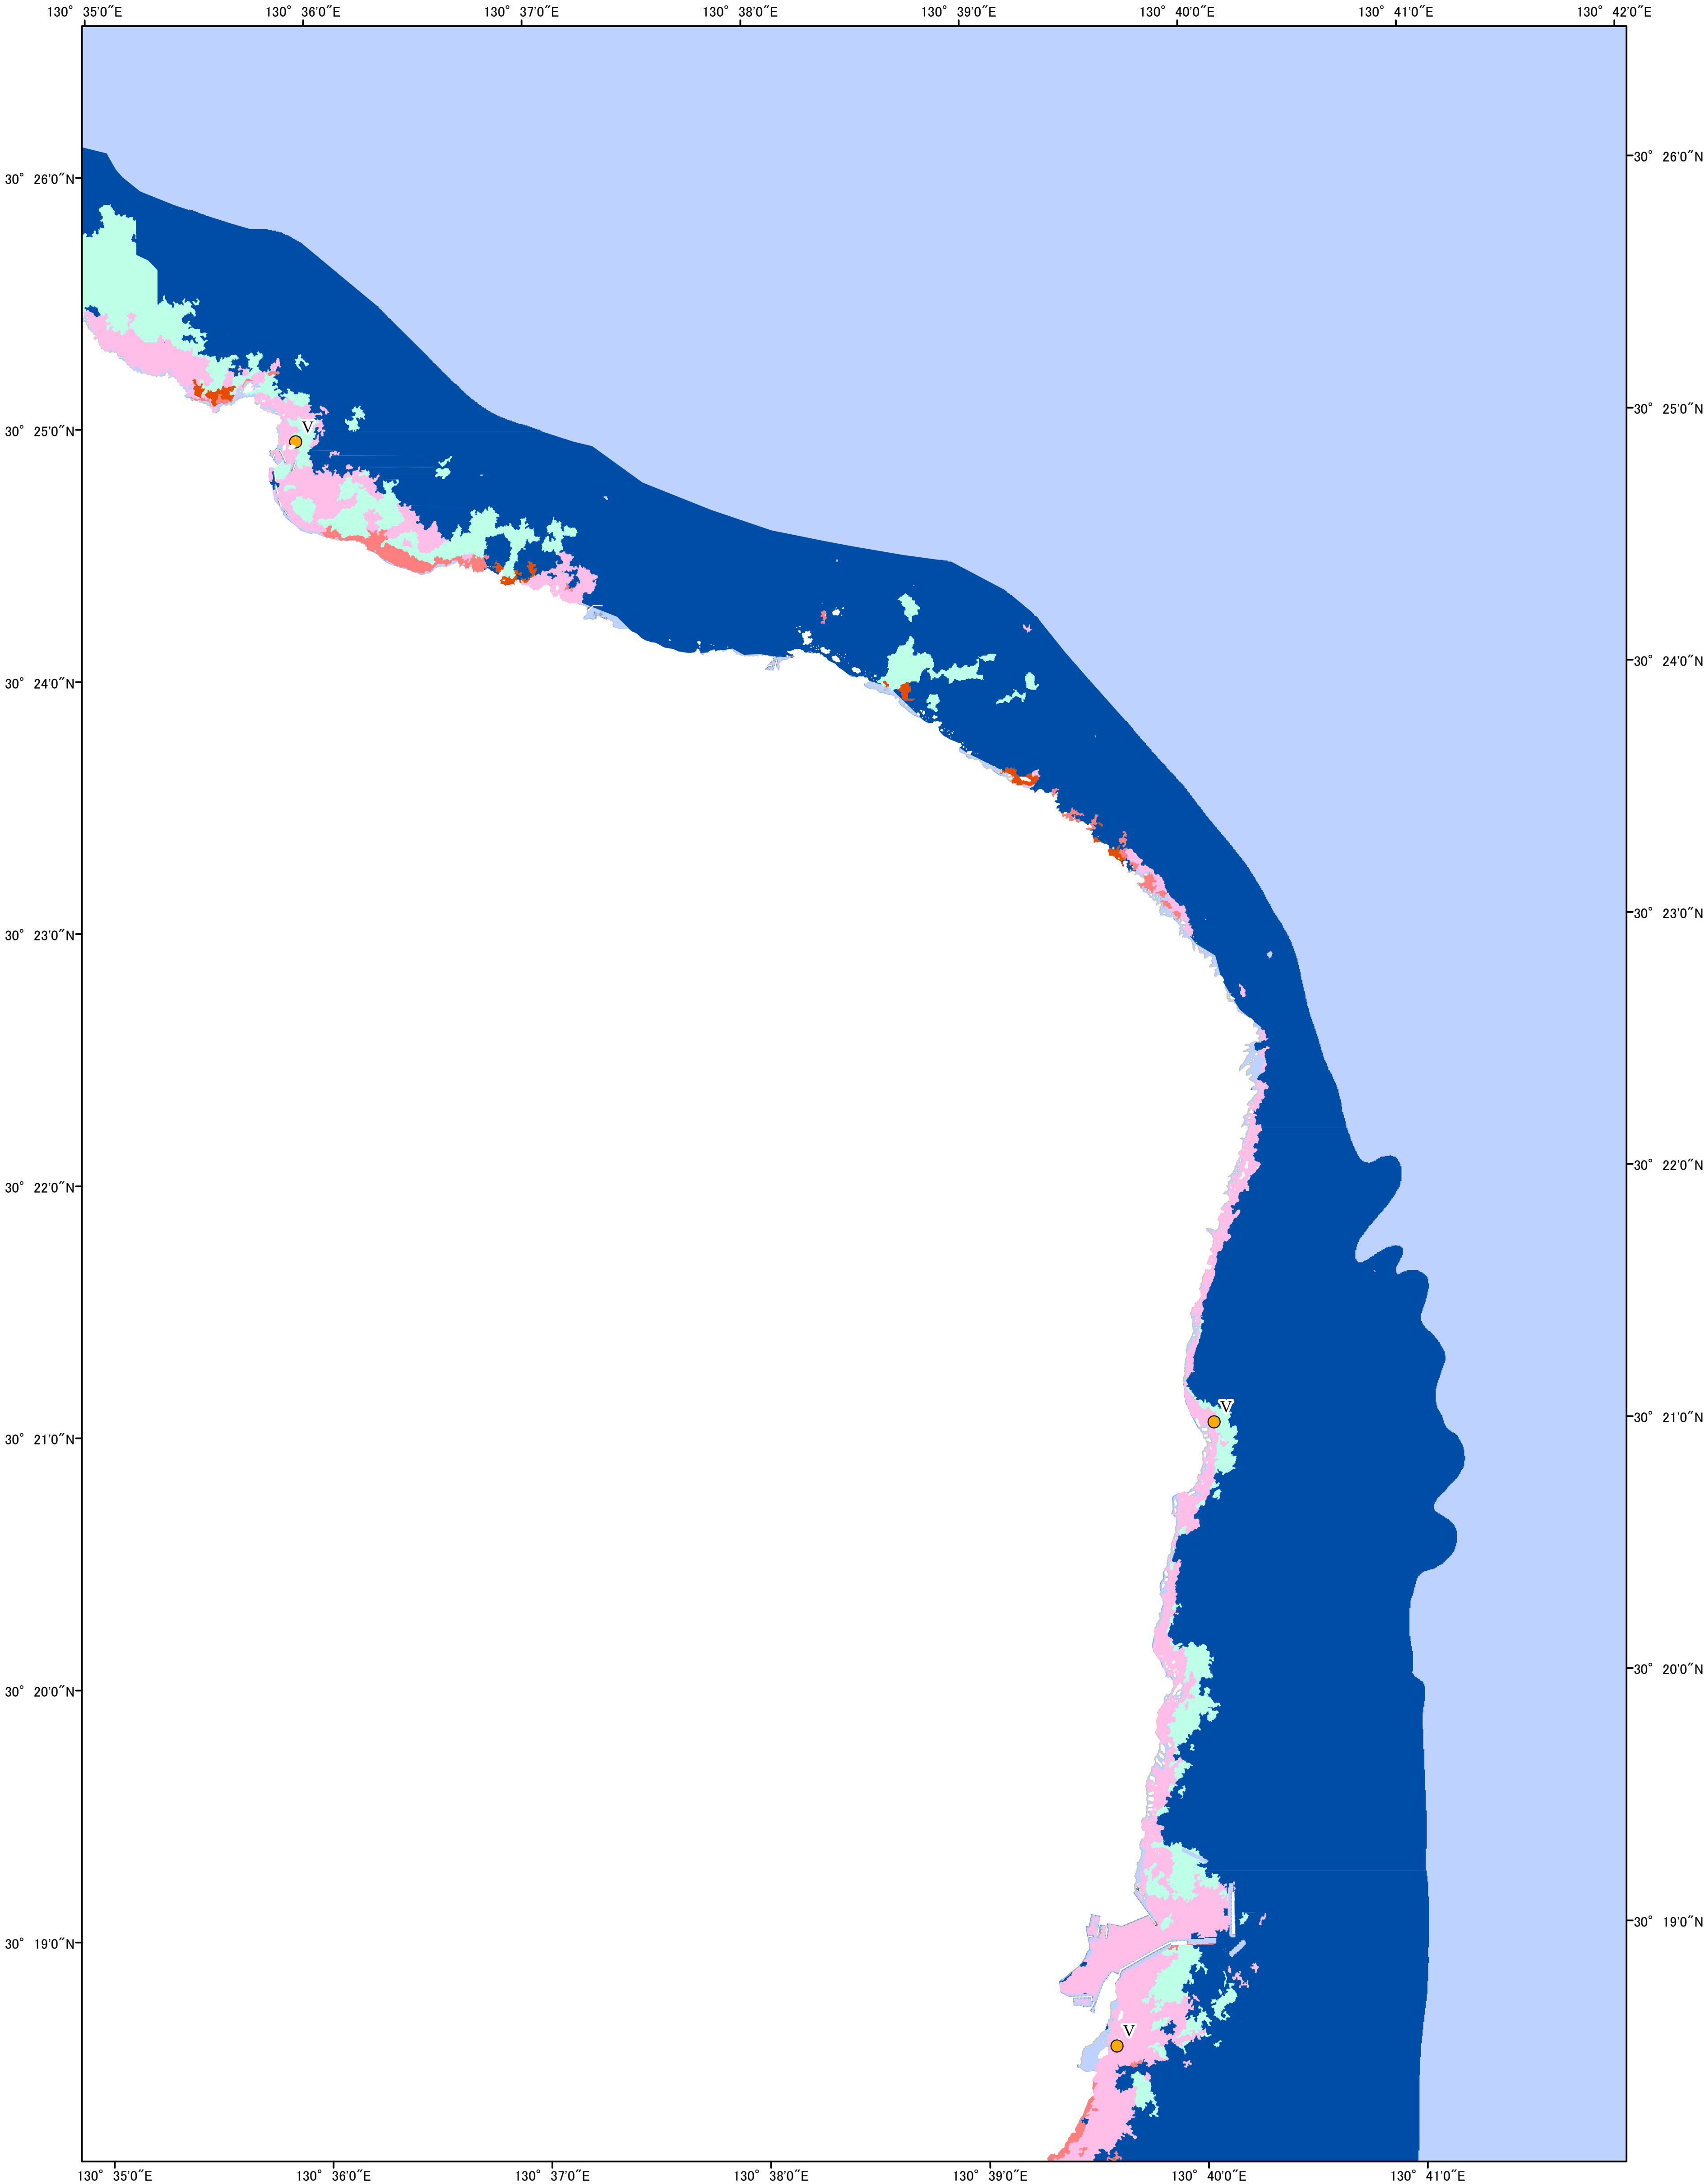 130° 35′0″E 130° 36′0″E 130° 37′0″E 130° 38′0″E 130° 39′0″E 130° 40′0″E 130° 41′0″E 130° 42′0″E
30° 26′0″N
30° 26′0″N
30° 25′0″N
V
30° 25′0″N
30° 24′0″N
30° 24′0″N
30° 23′0″N
30° 23′0″N
30° 22′0″N
30° 22′0″N
V
30° 21′0″N
30° 21′0″N
30° 20′0″N
30° 20′0″N
30° 19′0″N
30° 19′0″N
V
130° 35′0″E 130° 36′0″E 130° 37′0″E 130° 38′0″E 130° 39′0″E 130° 40′0″E 130° 41′0″E